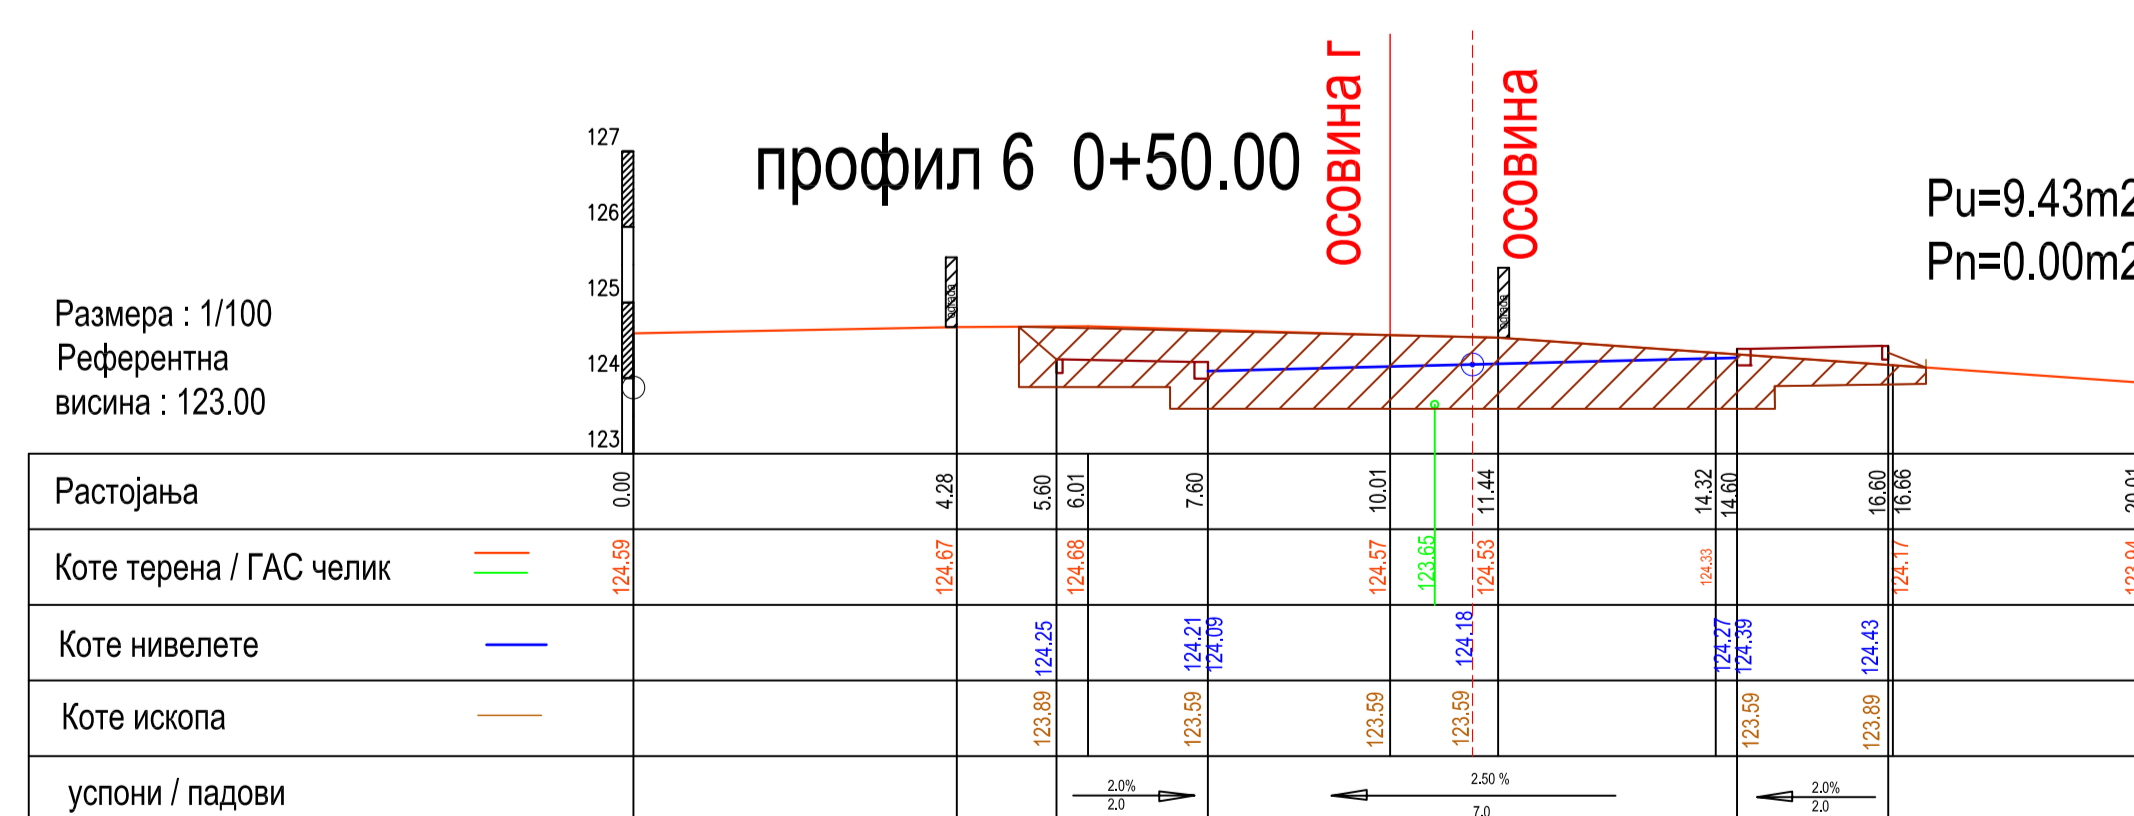 профил 6 0+50.00
осовина г
осовина
Pu=9.43m2
Pn=0.00m2
127
126
125
124
123
Размера : 1/100
Референтна
висина : 123.00
Растојања 0.00 4.28 5.60 6.01 7.60 10.01 11.44 14.32 14.60 16.60 16.66 20.01
Коте терена / ГАС челик 124.59 124.67 124.68 124.57 123.65 124.53 124.33 124.17 123.94
Коте нивелете 124.25 124.21 124.09 124.18 124.27 124.39 124.43
Коте ископа 123.89 123.59 123.59 123.59 123.59 123.89
успони / падови 2.0% 2.50 % 2.0%
2.0 7.0 2.0